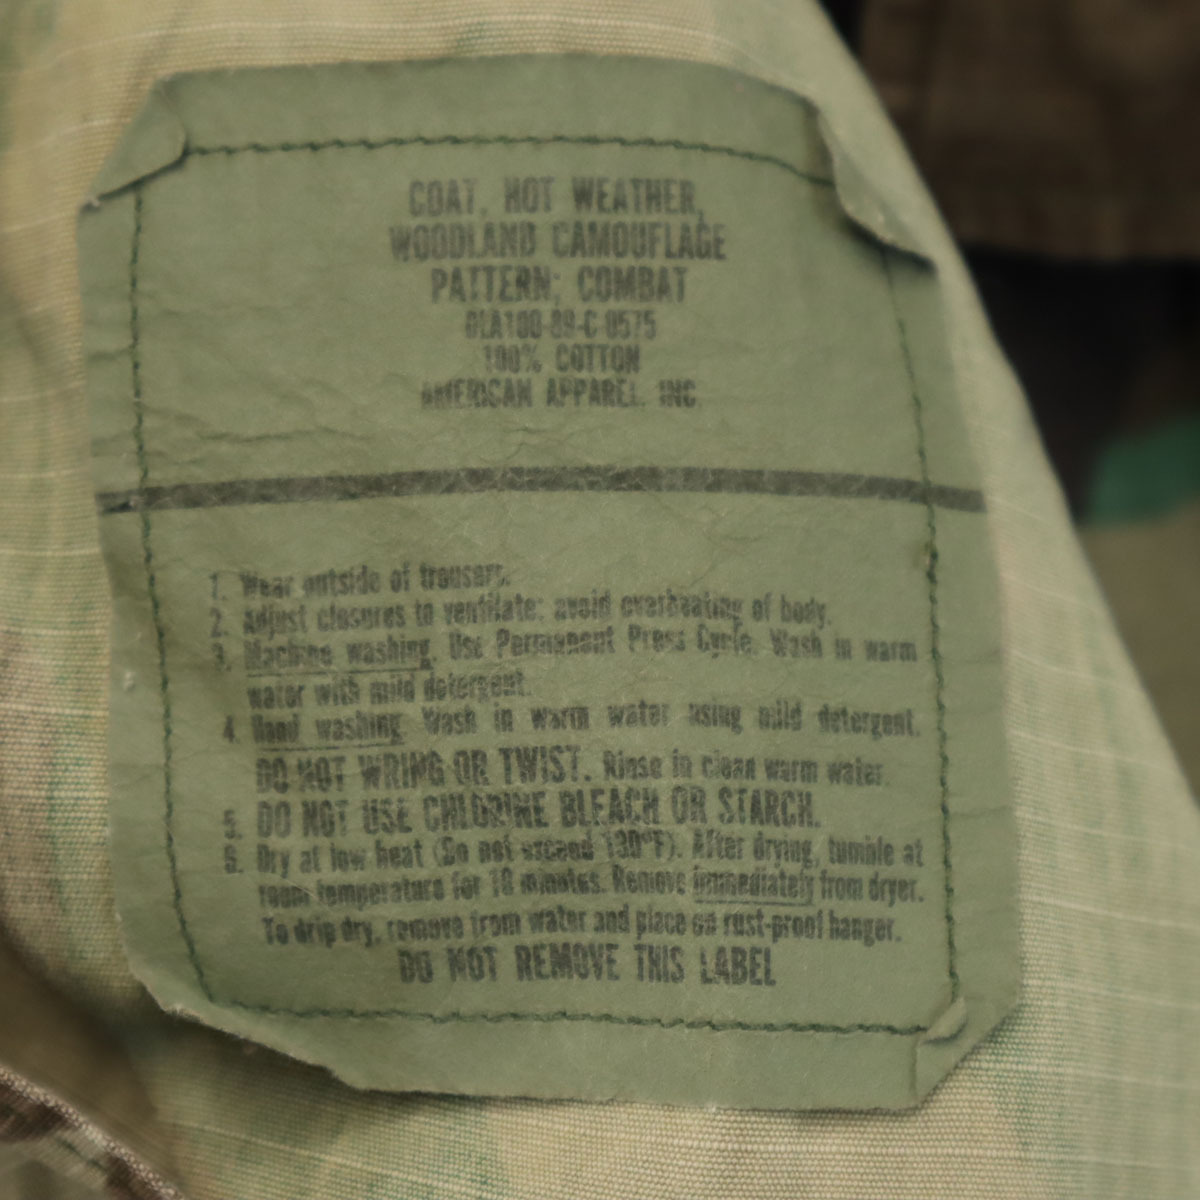 COAT, HOT WEATHER,
WOODLAND CAMOUFLAGE
PATTERN; COMBAT
DLA100-89-C-0575
100% COTTON
AMERICAN APPAREL, INC.
1. Wear outside of trousers.
2. Adjust closures to ventilate; avoid overheating of body.
3. Machine washing. Use Permanent Press Cycle. Wash in warm
water with mild detergent.
4. Hand washing. Wash in warm water using mild detergent.
DO NOT WRING OR TWIST. Rinse in clean warm water.
5. DO NOT USE CHLORINE BLEACH OR STARCH.
6. Dry at low heat (Do not exceed 130°F). After drying, tumble at
room temperature for 10 minutes. Remove immediately from dryer.
To drip dry, remove from water and place on rust-proof hanger.
DO NOT REMOVE THIS LABEL